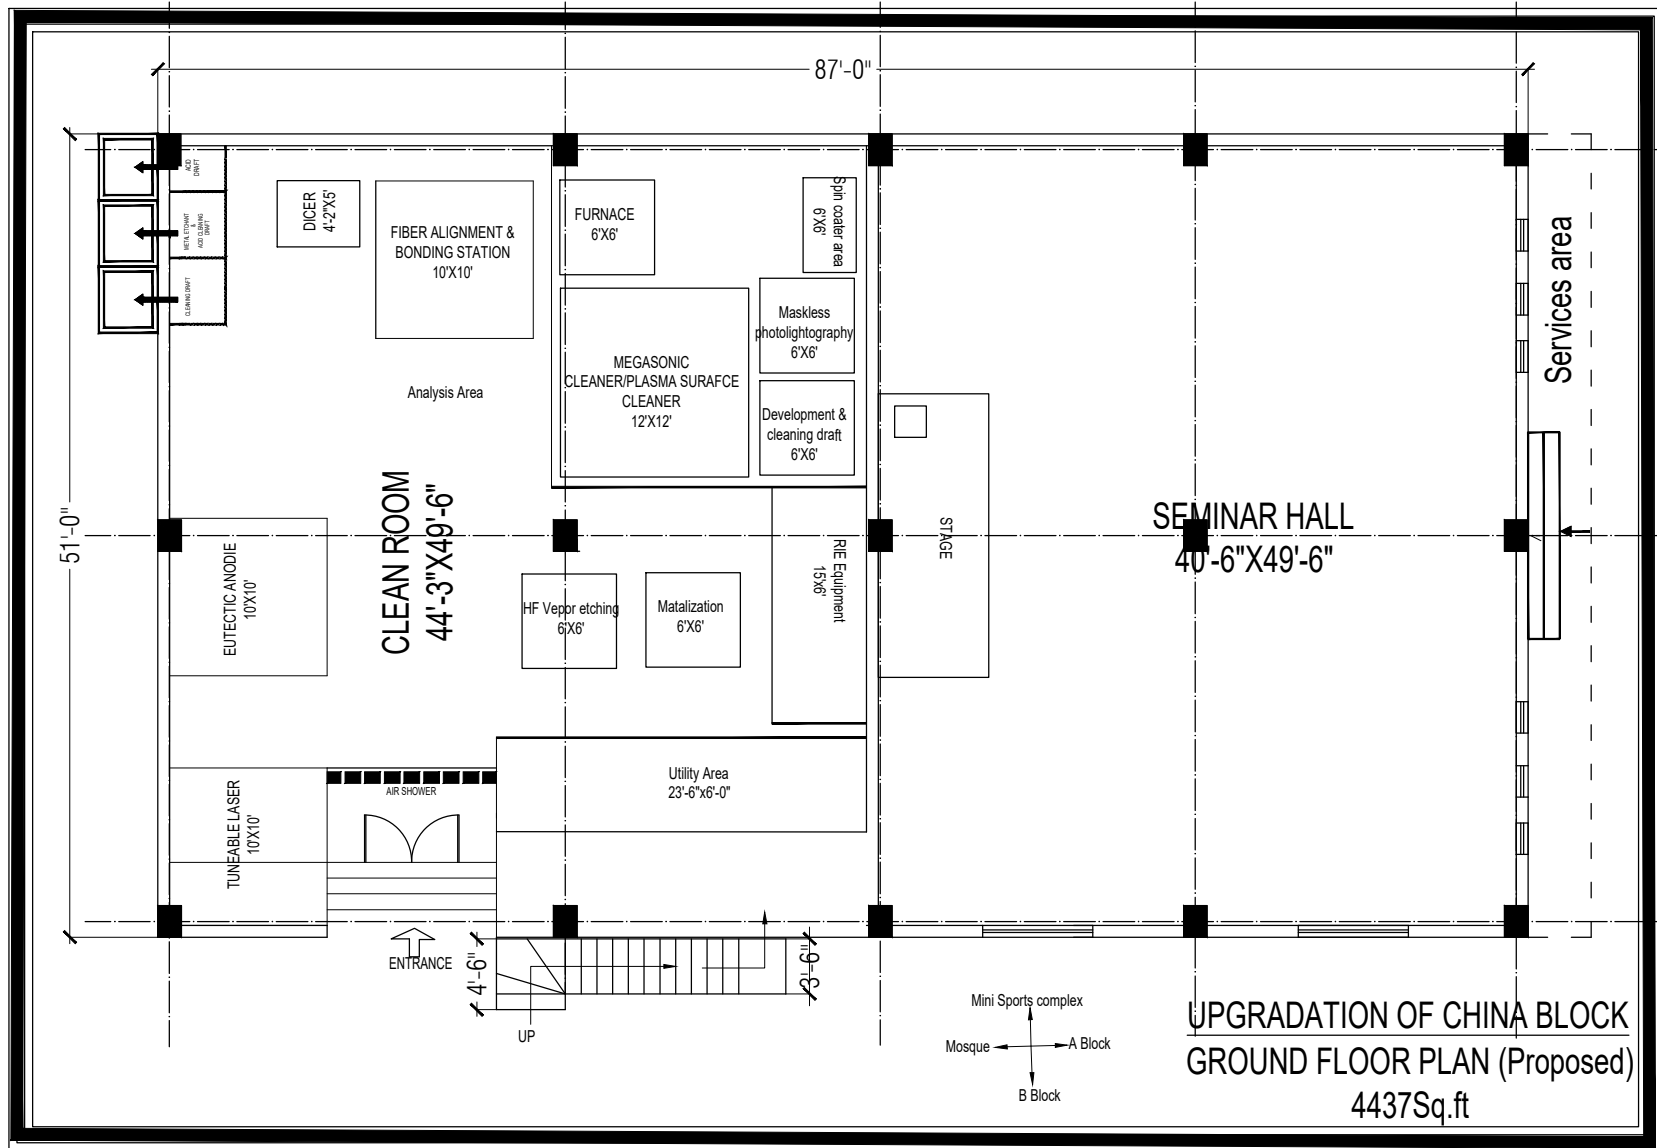 87'-0"
51'-0"
ACID
DRAFT
METAL ETCHANT
&
ACID CLEANING
DRAFT
CLEANING DRAFT
DICER
4'-2"X5'
FIBER ALIGNMENT &
BONDING STATION
10'X10'
FURNACE
6'X6'
Spin coater area
6'X6'
Maskless
photolightography
6'X6'
MEGASONIC
CLEANER/PLASMA SURAFCE
CLEANER
12'X12'
Development &
cleaning draft
6'X6'
Analysis Area
CLEAN ROOM
44'-3"X49'-6"
EUTECTIC ANODIE
10'X10'
HF Vepor etching
6'X6'
Matalization
6'X6'
RIE Equipment
15'x6'
STAGE
SEMINAR HALL
40'-6"X49'-6"
Services area
TUNEABLE LASER
10'X10'
AIR SHOWER
Utility Area
23'-6"x6'-0"
ENTRANCE
4'-6"
3'-6"
UP
Mini Sports complex
Mosque
A Block
B Block
UPGRADATION OF CHINA BLOCK
GROUND FLOOR PLAN (Proposed)
4437Sq.ft